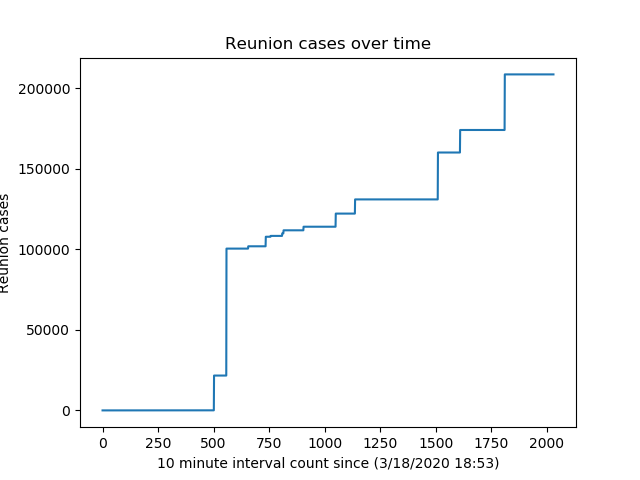 Reunion cases over time
200000
150000
100000
50000
0
Reunion cases
0 250 500 750 1000 1250 1500 1750 2000
10 minute interval count since (3/18/2020 18:53)